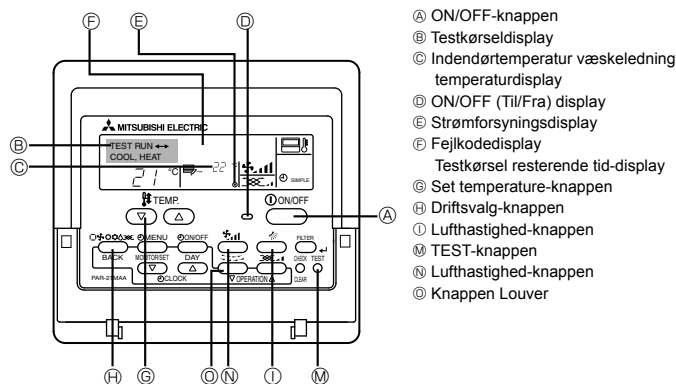 Ⓕ Ⓔ Ⓓ
Ⓑ
Ⓒ
Ⓐ
MITSUBISHI ELECTRIC
TEST RUN
COOL, HEAT
21 °C
22 °C
SIMPLE
TEMP.
ON/OFF
MENU
ON/OFF
FILTER
BACK
MONITOR/SET
DAY
CHECK TEST
PAR-21MAA
CLOCK
OPERATION
CLEAR
Ⓗ Ⓖ Ⓞ Ⓝ Ⓘ Ⓜ
Ⓐ ON/OFF-knappen
Ⓑ Testkørseldisplay
Ⓒ Indendørtemperatur væskeledning
temperaturdisplay
Ⓓ ON/OFF (Til/Fra) display
Ⓔ Strømforsyningsdisplay
Ⓕ Fejlkodedisplay
Testkørsel resterende tid-display
Ⓖ Set temperature-knappen
Ⓗ Driftsvalg-knappen
Ⓘ Lufthastighed-knappen
Ⓜ TEST-knappen
Ⓝ Lufthastighed-knappen
Ⓞ Knappen Louver